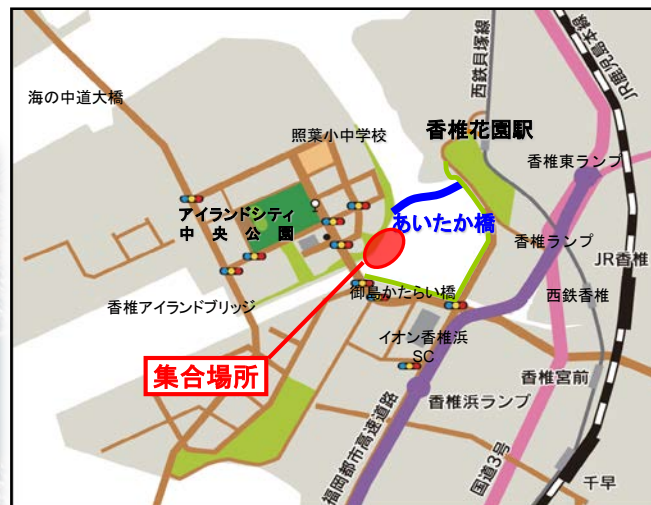 海の中道大橋
照葉小中学校
香椎花園駅
西鉄貝塚線
JR鹿児島本線
香椎東ランプ
アイランドシティ
中央公園
あいたか橋
香椎ランプ
JR香椎
西鉄香椎
香椎アイランドブリッジ
御島かたらい橋
イオン香椎浜
SC
集合場所
香椎宮前
香椎浜ランプ
福岡都市高速道路
国道3号
千早